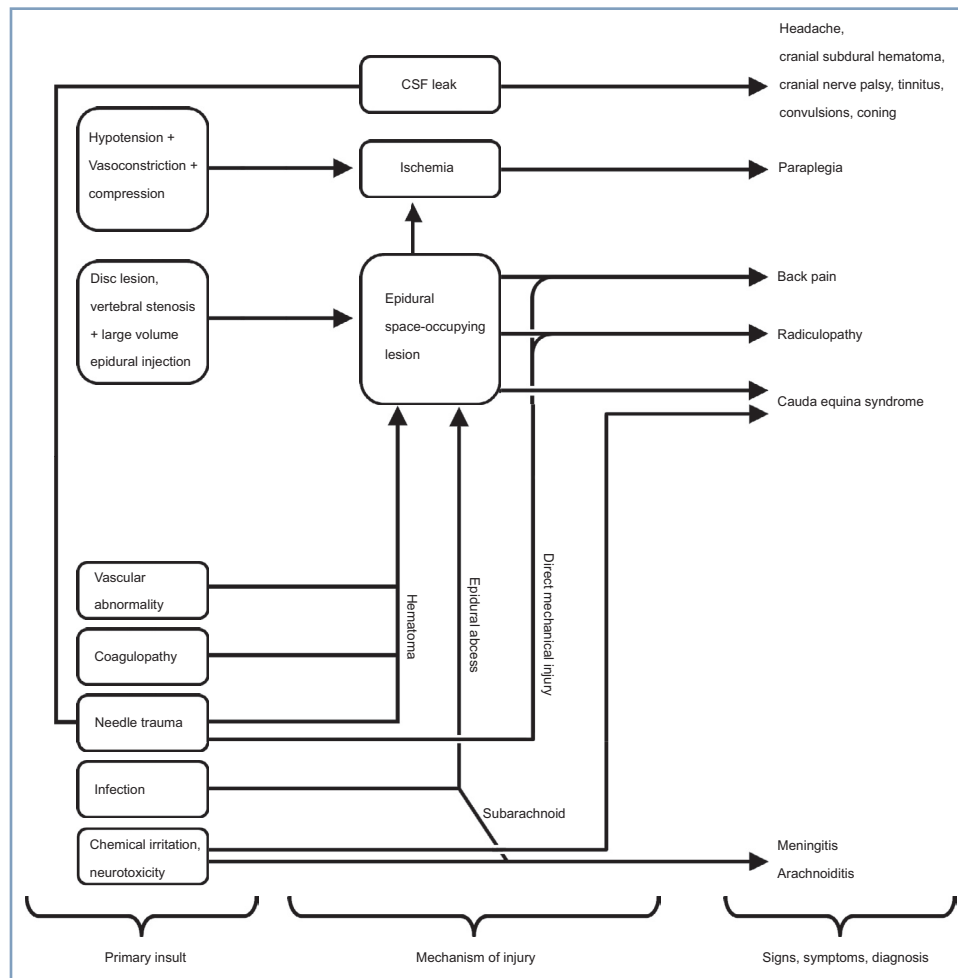 Headache,
cranial subdural hematoma,
cranial nerve palsy, tinnitus,
convulsions, coning
CSF leak
Hypotension +
Vasoconstriction +
compression
Ischemia
Paraplegia
Disc lesion,
vertebral stenosis
+ large volume
epidural injection
Epidural
space-occupying
lesion
Back pain
Radiculopathy
Cauda equina syndrome
Vascular
abnormality
Coagulopathy
Needle trauma
Infection
Chemical irritation,
neurotoxicity
Hematoma
Epidural abcess
Direct mechanical injury
Subarachnoid
Meningitis
Arachnoiditis
Primary insult
Mechanism of injury
Signs, symptoms, diagnosis